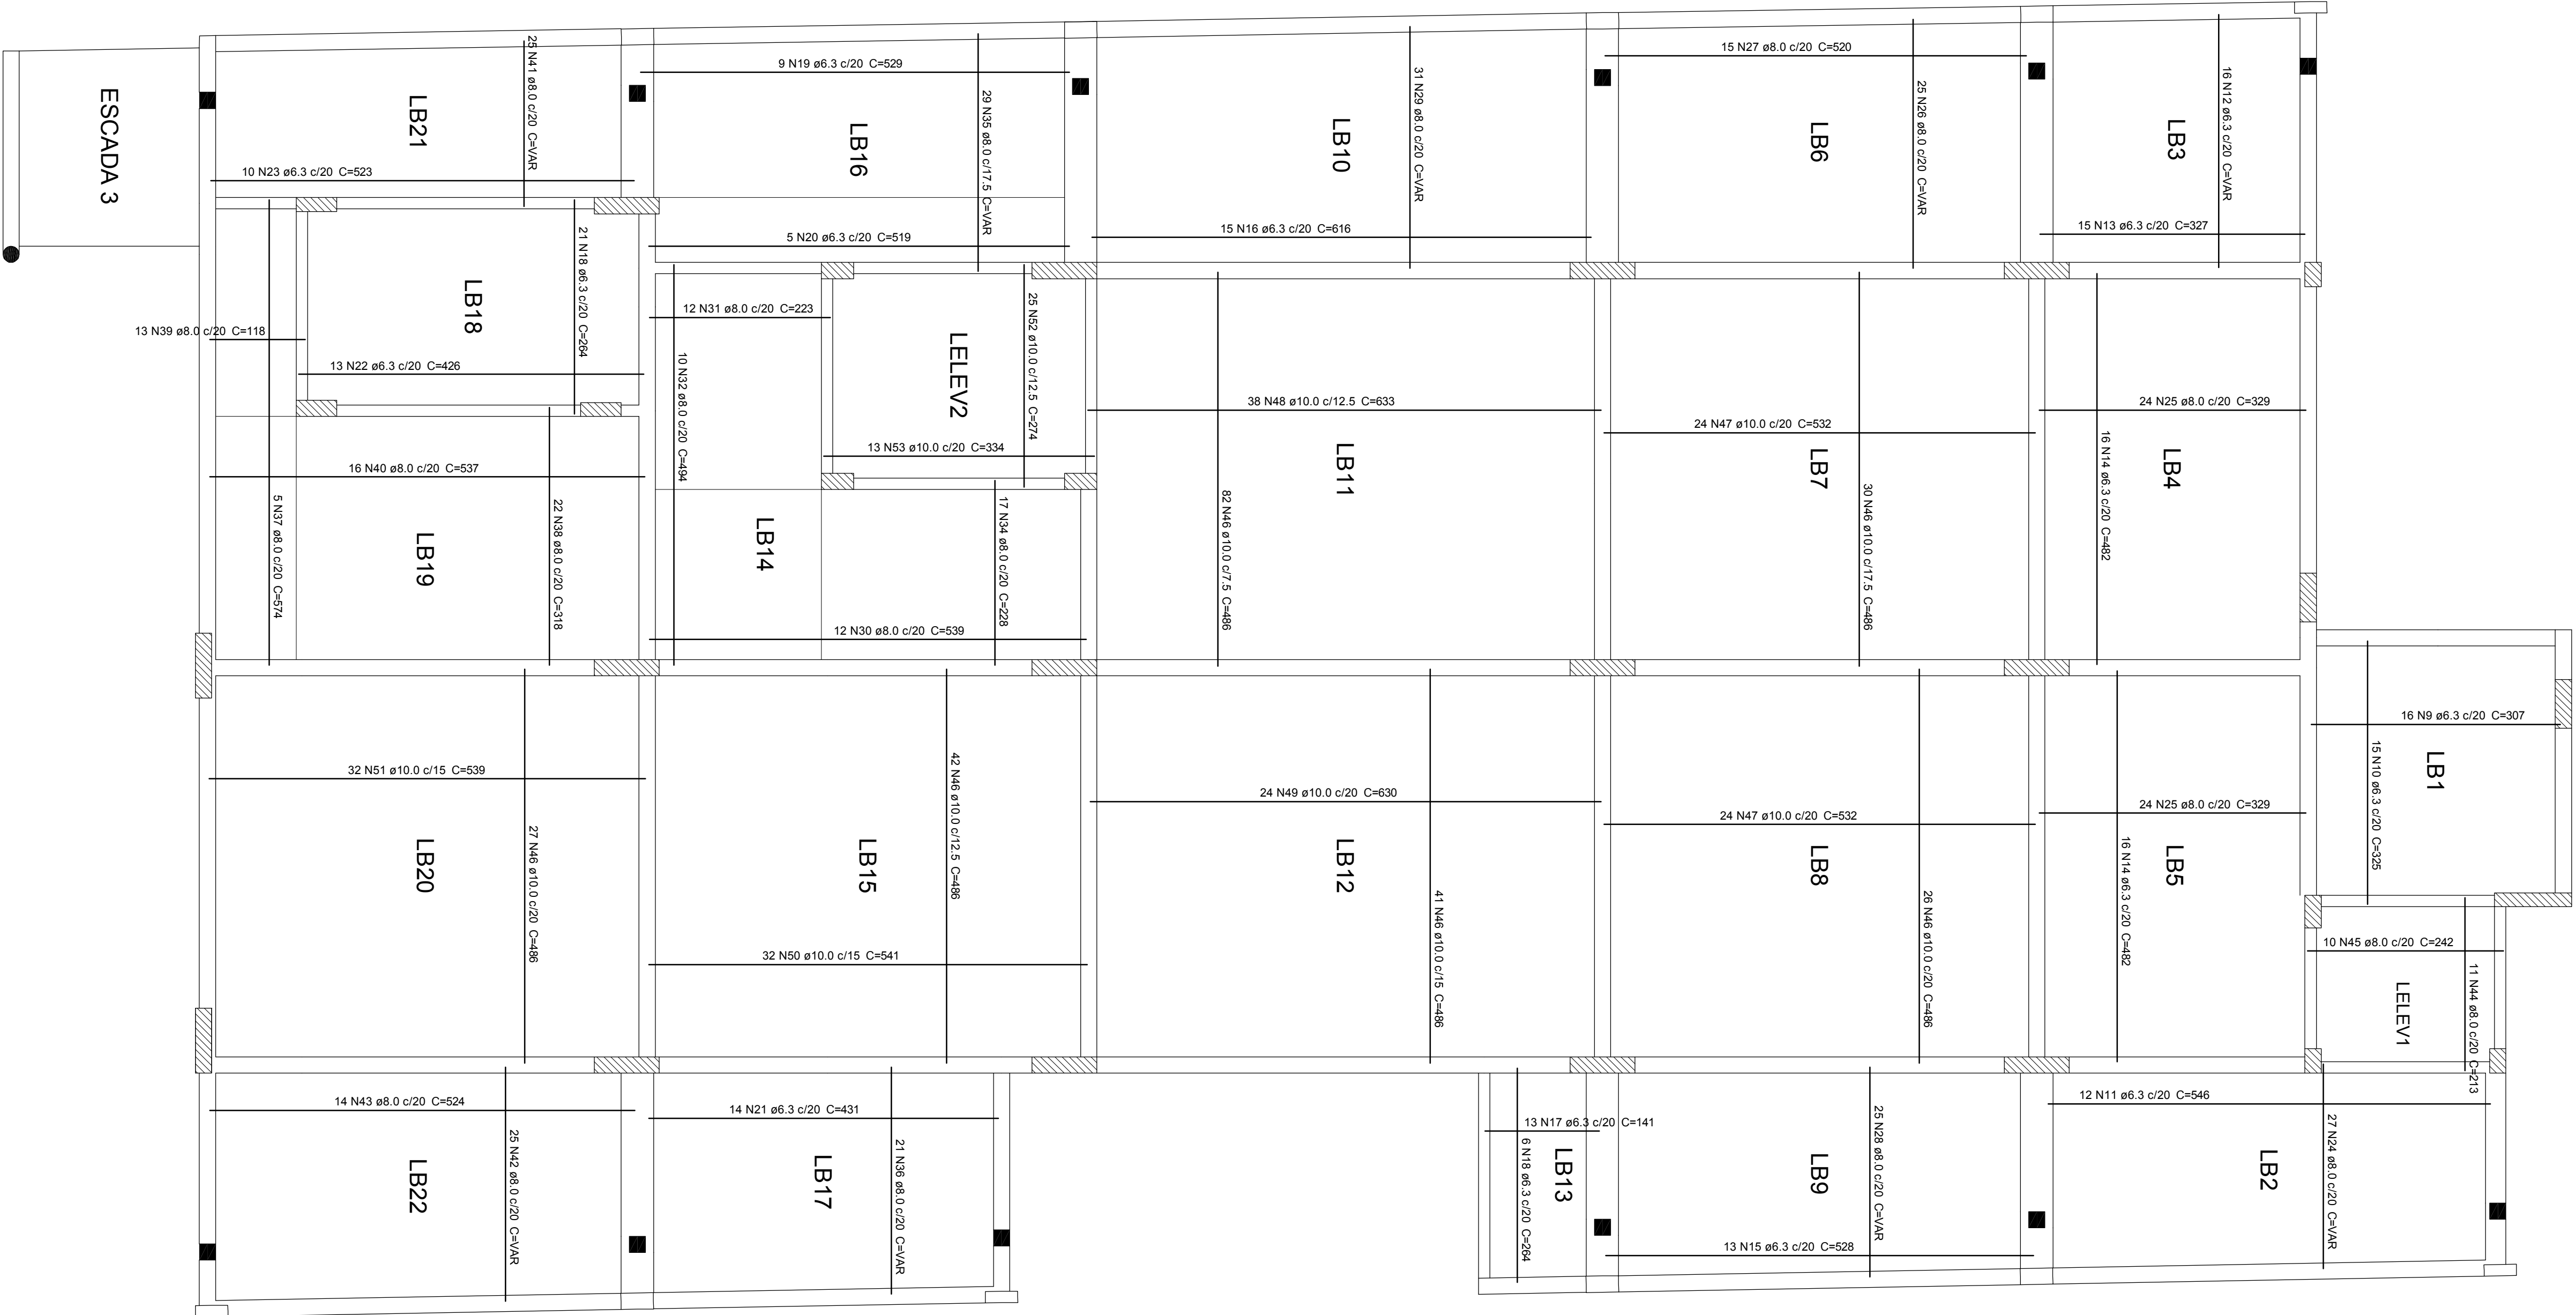 ESCADA 3
LB21
25 N41 ø8.0 c/20 C=VAR
10 N23 ø6.3 c/20 C=523
9 N19 ø6.3 c/20 C=529
LB16
29 N35 ø8.0 c/17.5 C=VAR
5 N20 ø6.3 c/20 C=519
LB10
31 N29 ø8.0 c/20 C=VAR
15 N16 ø6.3 c/20 C=616
15 N27 ø8.0 c/20 C=520
LB6
25 N26 ø8.0 c/20 C=VAR
LB3
16 N12 ø6.3 c/20 C=VAR
15 N13 ø6.3 c/20 C=327
13 N39 ø8.0 c/20 C=118
LB18
21 N18 ø6.3 c/20 C=264
13 N22 ø6.3 c/20 C=426
12 N31 ø8.0 c/20 C=223
10 N32 ø8.0 c/20 C=494
LELEV2
25 N52 ø10.0 c/12.5 C=274
13 N53 ø10.0 c/20 C=334
38 N48 ø10.0 c/12.5 C=633
LB11
82 N46 ø10.0 c/7.5 C=486
24 N47 ø10.0 c/20 C=532
LB7
30 N46 ø10.0 c/17.5 C=486
24 N25 ø8.0 c/20 C=329
16 N14 ø6.3 c/20 C=482
LB4
16 N40 ø8.0 c/20 C=537
5 N37 ø8.0 c/20 C=574
LB19
22 N38 ø8.0 c/20 C=318
LB14
17 N34 ø8.0 c/20 C=228
12 N30 ø8.0 c/20 C=539
16 N9 ø6.3 c/20 C=307
15 N10 ø6.3 c/20 C=325
LB1
32 N51 ø10.0 c/15 C=539
LB20
27 N46 ø10.0 c/20 C=486
LB15
42 N46 ø10.0 c/12.5 C=486
32 N50 ø10.0 c/15 C=541
24 N49 ø10.0 c/20 C=630
LB12
41 N46 ø10.0 c/15 C=486
24 N47 ø10.0 c/20 C=532
LB8
26 N46 ø10.0 c/20 C=486
24 N25 ø8.0 c/20 C=329
16 N14 ø6.3 c/20 C=482
LB5
10 N45 ø8.0 c/20 C=242
LELEV1
11 N44 ø8.0 c/20 C=213
14 N43 ø8.0 c/20 C=524
LB22
25 N42 ø8.0 c/20 C=VAR
14 N21 ø6.3 c/20 C=431
LB17
21 N36 ø8.0 c/20 C=VAR
13 N17 ø6.3 c/20 C=141
6 N18 ø6.3 c/20 C=264
LB13
LB9
25 N28 ø8.0 c/20 C=VAR
13 N15 ø6.3 c/20 C=528
12 N11 ø6.3 c/20 C=546
LB2
27 N24 ø8.0 c/20 C=VAR